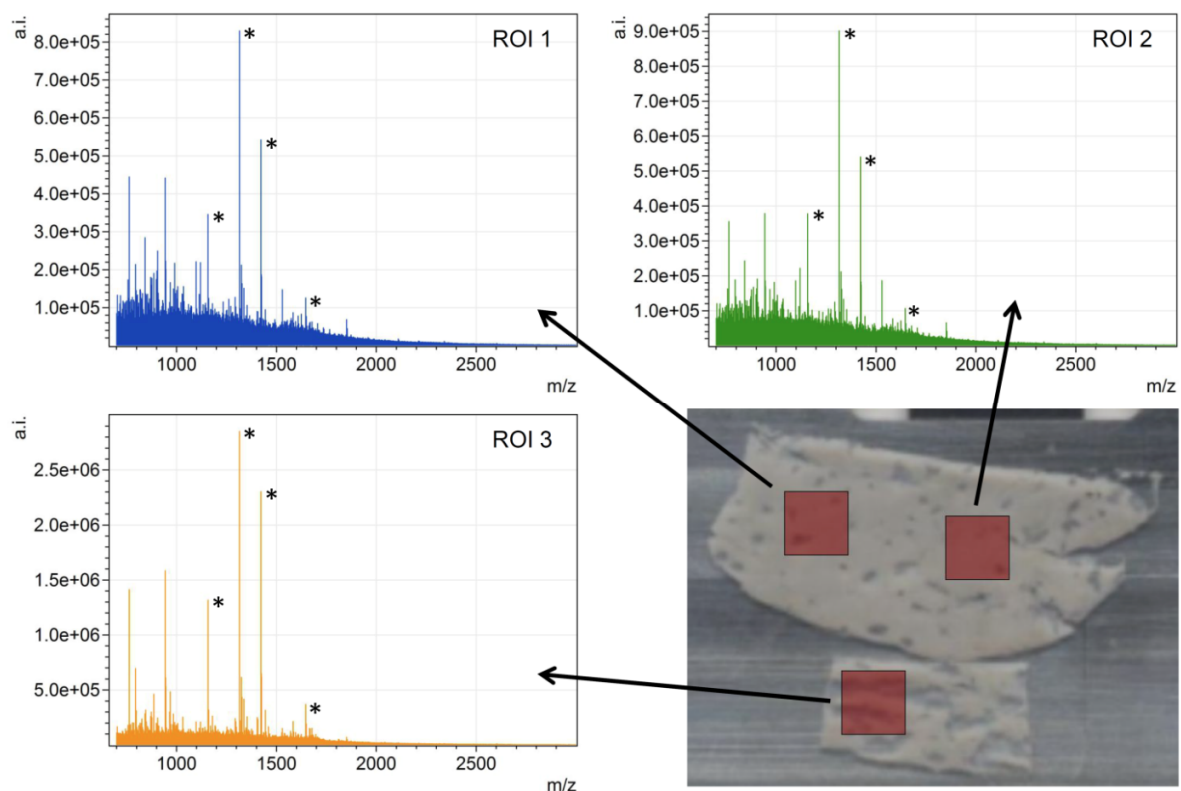 a.i.
ROI 1
*
8.0e+05
7.0e+05
6.0e+05
5.0e+05
*
4.0e+05
*
3.0e+05
2.0e+05
*
1.0e+05
1000
1500
2000
2500
m/z
a.i.
ROI 2
*
9.0e+05
8.0e+05
7.0e+05
6.0e+05
5.0e+05
*
4.0e+05
*
3.0e+05
2.0e+05
*
1.0e+05
1000
1500
2000
2500
m/z
a.i.
ROI 3
*
2.5e+06
*
2.0e+06
1.5e+06
*
1.0e+06
5.0e+05
*
1000
1500
2000
2500
m/z